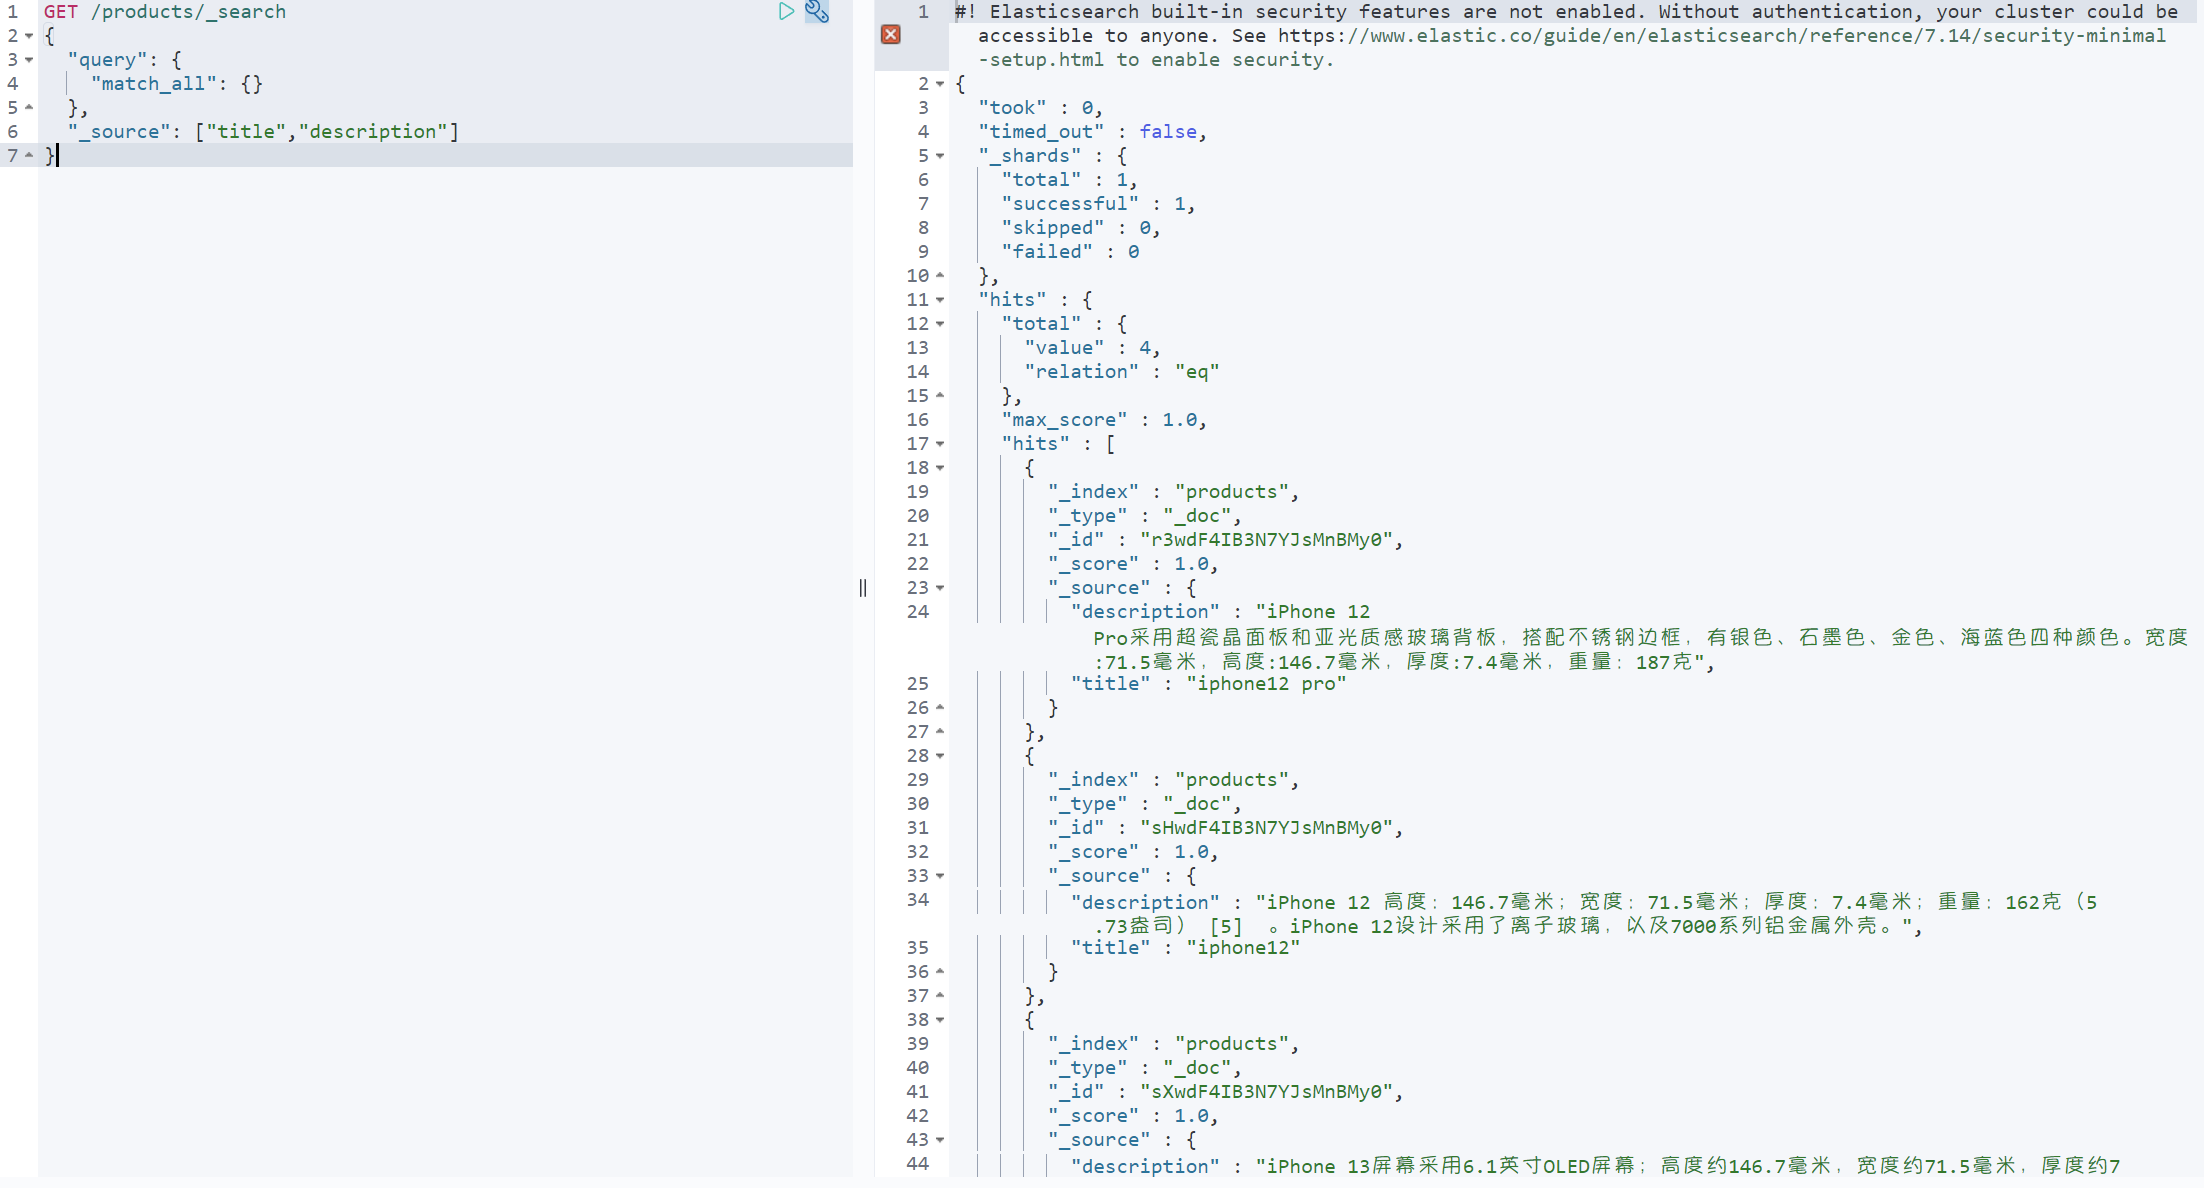 1 GET /products/_search
2 {
3 "query": {
4 "match_all": {}
5 },
6 "_source": ["title","description"]
7 }
1 #! Elasticsearch built-in security features are not enabled. Without authentication, your cluster could be
accessible to anyone. See https://www.elastic.co/guide/en/elasticsearch/reference/7.14/security-minimal
-setup.html to enable security.
2 {
3 "took" : 0,
4 "timed_out" : false,
5 "_shards" : {
6 "total" : 1,
7 "successful" : 1,
8 "skipped" : 0,
9 "failed" : 0
10 },
11 "hits" : {
12 "total" : {
13 "value" : 4,
14 "relation" : "eq"
15 },
16 "max_score" : 1.0,
17 "hits" : [
18 {
19 "_index" : "products",
20 "_type" : "_doc",
21 "_id" : "r3wdF4IB3N7YJsMnBMy0",
22 "_score" : 1.0,
23 "_source" : {
24 "description" : "iPhone 12
Pro采用超瓷晶面板和亚光质感玻璃背板，搭配不锈钢边框，有银色、石墨色、金色、海蓝色四种颜色。宽度
:71.5毫米，高度:146.7毫米，厚度:7.4毫米，重量：187克",
25 "title" : "iphone12 pro"
26 }
27 },
28 {
29 "_index" : "products",
30 "_type" : "_doc",
31 "_id" : "sHwdF4IB3N7YJsMnBMy0",
32 "_score" : 1.0,
33 "_source" : {
34 "description" : "iPhone 12 高度：146.7毫米；宽度：71.5毫米；厚度：7.4毫米；重量：162克（5
.73盎司） [5] 。iPhone 12设计采用了离子玻璃，以及7000系列铝金属外壳。",
35 "title" : "iphone12"
36 }
37 },
38 {
39 "_index" : "products",
40 "_type" : "_doc",
41 "_id" : "sXwdF4IB3N7YJsMnBMy0",
42 "_score" : 1.0,
43 "_source" : {
44 "description" : "iPhone 13屏幕采用6.1英寸OLED屏幕；高度约146.7毫米，宽度约71.5毫米，厚度约7